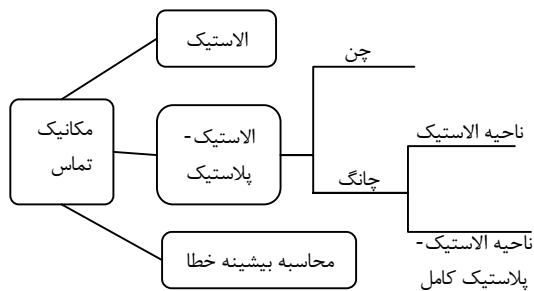 الاستیک
مکانیک
تماس
الاستیک-
پلاستیک
محاسبه بیشینه خطا
چن
چانگ
ناحیه الاستیک
ناحیه الاستیک-
پلاستیک کامل